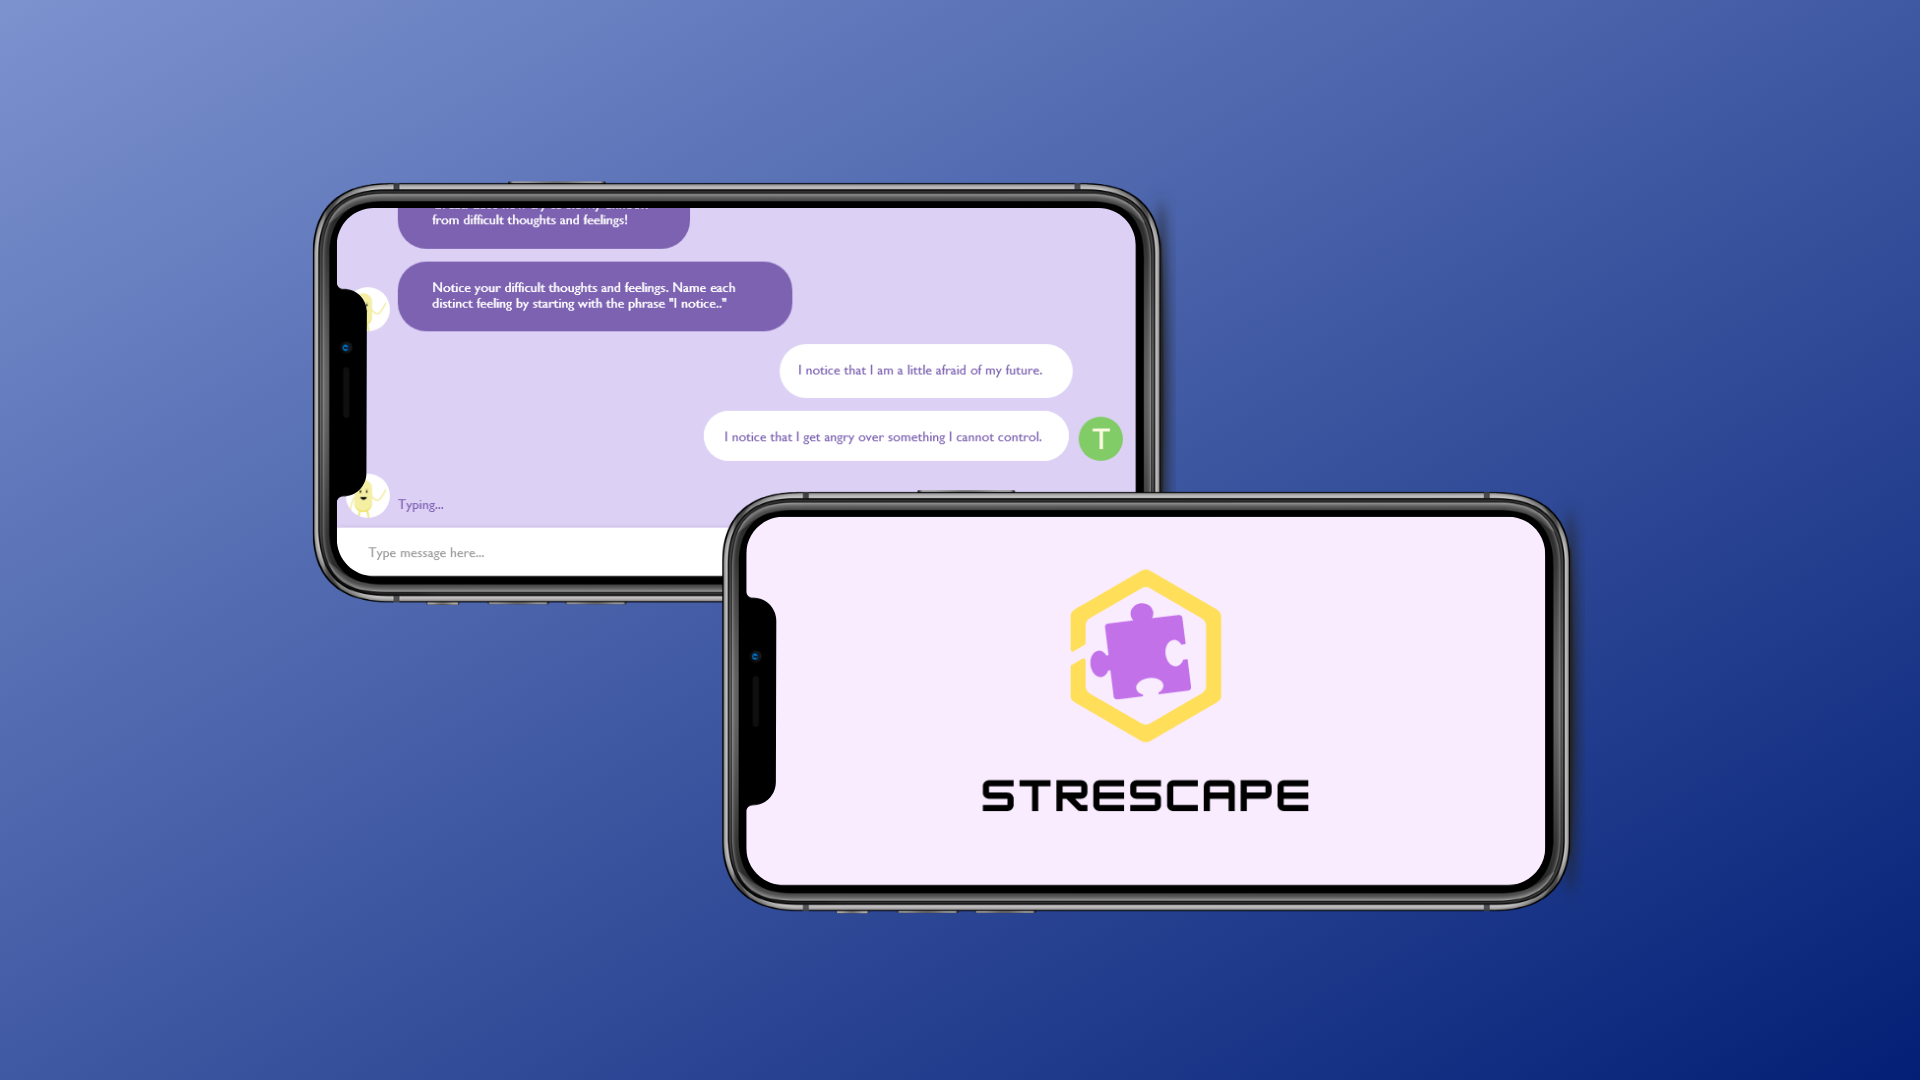 from difficult thoughts and feelings!
Notice your difficult thoughts and feelings. Name each
distinct feeling by starting with the phrase "I notice.."
I notice that I am a little afraid of my future.
I notice that I get angry over something I cannot control.
T
Typing...
Type message here...
STRESCAPE